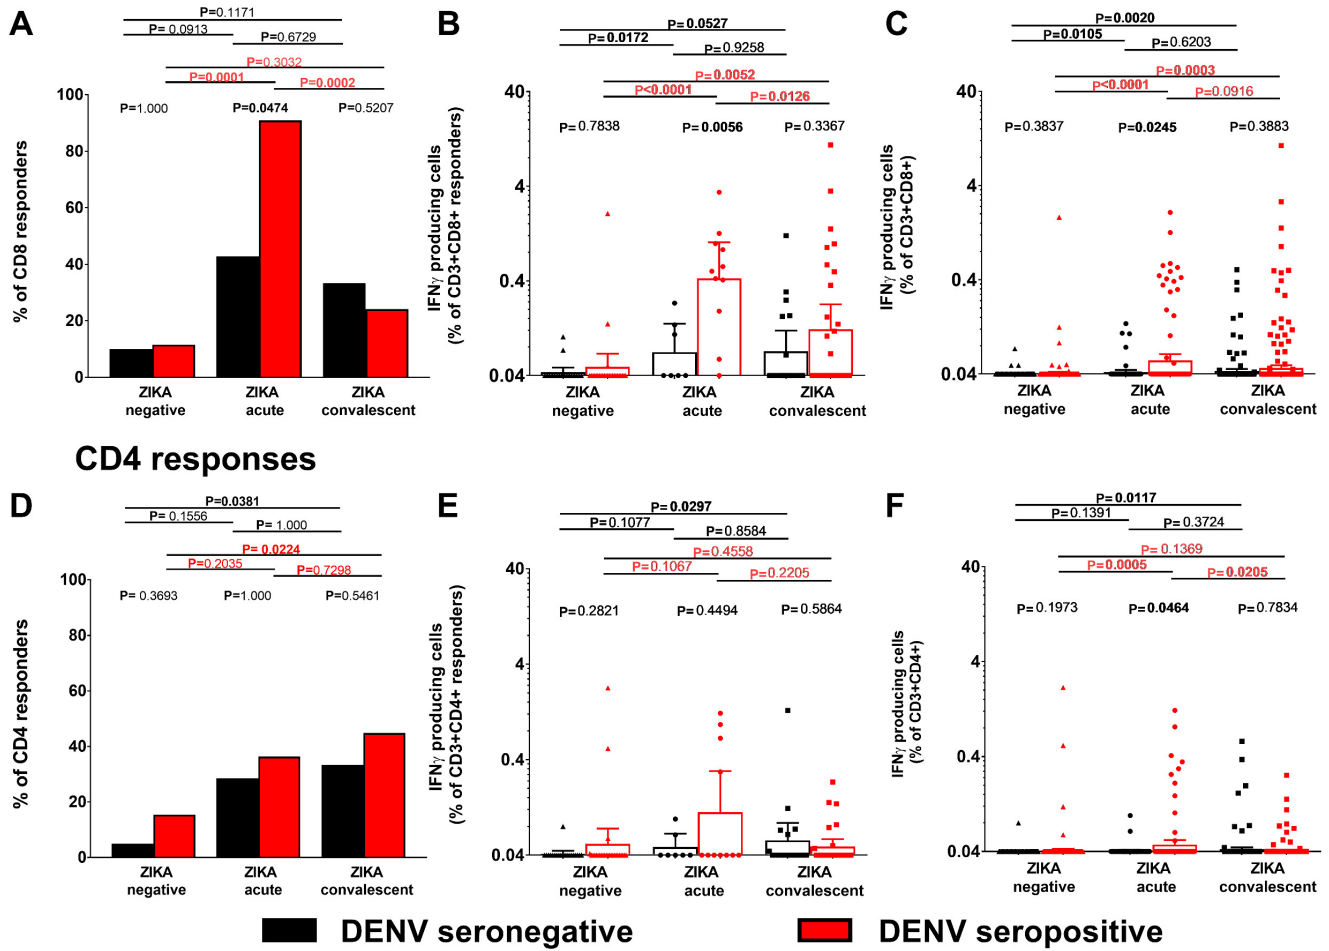 A
P=0.1171
P= 0.0913
P=0.6729
P=0.3032
P=0.0001
P=0.0002
P=1.000
P=0.0474
P=0.5207
100
80
60
40
20
0
% of CD8 responders
ZIKA
negative
ZIKA
acute
ZIKA
convalescent
B
P=0.0527
P=0.0172
P=0.9258
P=0.0052
P<0.0001
P=0.0126
P=0.7838
P=0.0056
P=0.3367
40
4
0.4
0.04
IFNγ producing cells
(% of CD3+CD8+ responders)
ZIKA
negative
ZIKA
acute
ZIKA
convalescent
C
P=0.0020
P=0.0105
P=0.6203
P=0.0003
P<0.0001
P=0.0916
P=0.3837
P=0.0245
P=0.3883
40
4
0.4
0.04
IFNγ producing cells
(% of CD3+CD8+)
ZIKA
negative
ZIKA
acute
ZIKA
convalescent
CD4 responses
D
P=0.0381
P= 0.1556
P= 1.000
P= 0.0224
P=0.2035
P=0.7298
P= 0.3693
P=1.000
P=0.5461
100
80
60
40
20
0
% of CD4 responders
ZIKA
negative
ZIKA
acute
ZIKA
convalescent
E
P=0.0297
P=0.1077
P=0.8584
P=0.4558
P=0.1067
P=0.2205
P=0.2821
P=0.4494
P=0.5864
40
4
0.4
0.04
IFNγ producing cells
(% of CD3+CD4+ responders)
ZIKA
negative
ZIKA
acute
ZIKA
convalescent
F
P=0.0117
P=0.1391
P=0.3724
P= 0.1369
P=0.0005
P=0.0205
P=0.1973
P=0.0464
P=0.7834
40
4
0.4
0.04
IFNγ producing cells
(% of CD3+CD4+)
ZIKA
negative
ZIKA
acute
ZIKA
convalescent
DENV seronegative
DENV seropositive